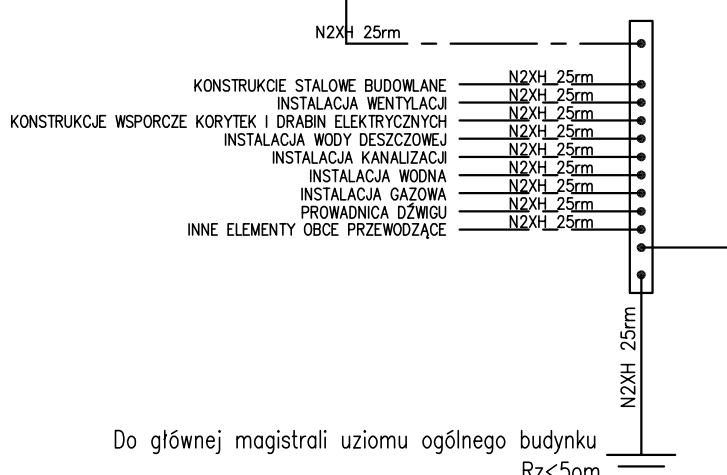 N2XH 25rm
KONSTRUKCIE STALOWE BUDOWLANE N2XH 25rm
INSTALACJA WENTYLACJI N2XH 25rm
KONSTRUKCJE WSPORCZE KORYTEK I DRABIN ELEKTRYCZNYCH N2XH 25rm
INSTALACJA WODY DESZCZOWEJ N2XH 25rm
INSTALACJA KANALIZACJI N2XH 25rm
INSTALACJA WODNA N2XH 25rm
INSTALACJA GAZOWA N2XH 25rm
PROWADNICA DŹWIGU N2XH 25rm
INNE ELEMENTY OBCE PRZEWODZĄCE N2XH 25rm
N2XH 25rm
Do głównej magistrali uziomu ogólnego budynku
Rz<5om